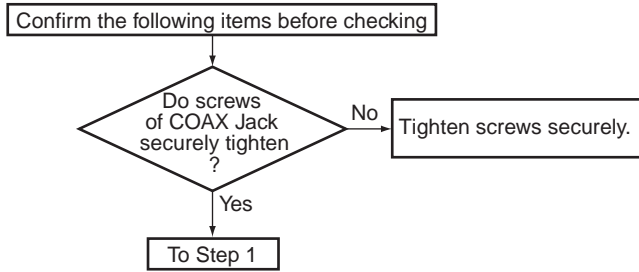 Confirm the following items before checking
Do screws
of COAX Jack
securely tighten
?
No
Tighten screws securely.
Yes
To Step 1